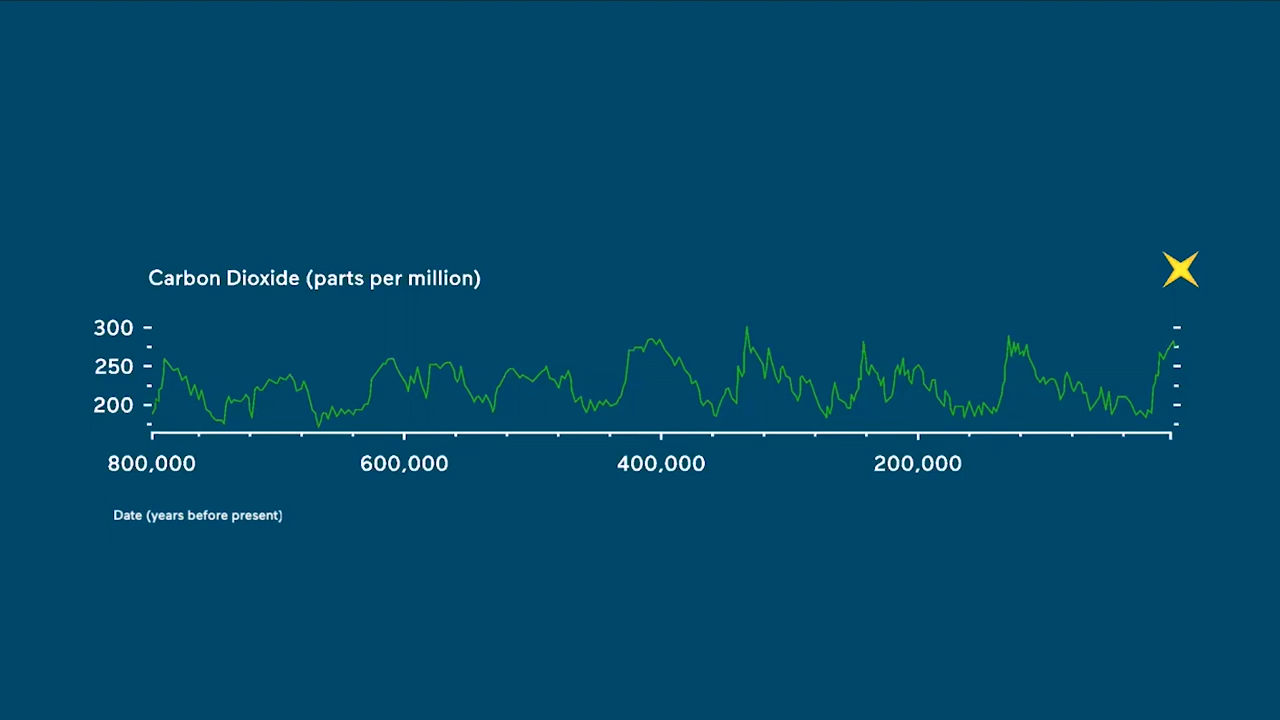 Carbon Dioxide (parts per million)
300
250
200
800,000 600,000 400,000 200,000
Date (years before present)